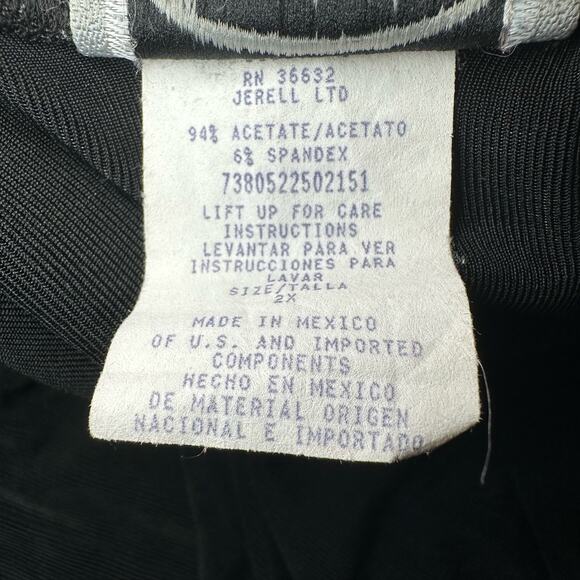 RN 36632
JERELL LTD
94% ACETATE/ACETATO
6% SPANDEX
7380522502151
LIFT UP FOR CARE
INSTRUCTIONS
LEVANTAR PARA VER
INSTRUCCIONES PARA
LAVAR
SIZE/TALLA
2X
MADE IN MEXICO
OF U.S. AND IMPORTED
COMPONENTS
HECHO EN MEXICO
DE MATERIAL ORIGEN
NACIONAL E IMPORTADO